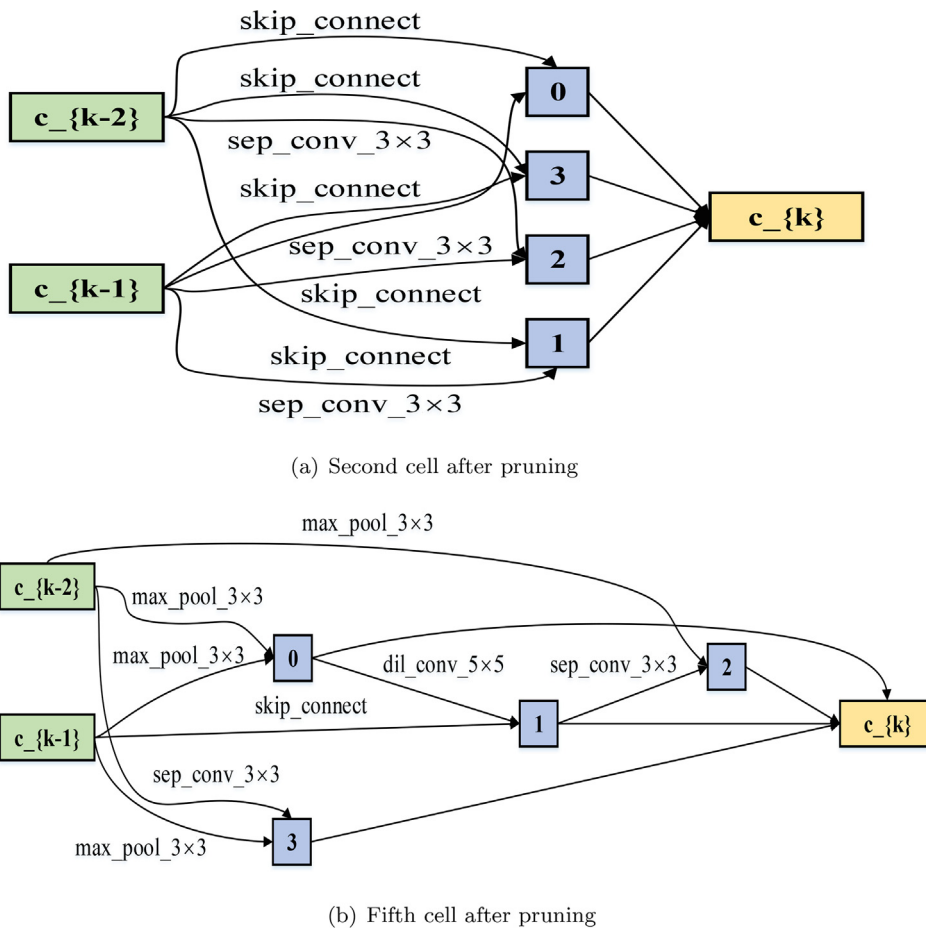 skip_connect
skip_connect
c_{k-2}
0
sep_conv_3×3
skip_connect
3
c_{k}
sep_conv_3×3
2
c_{k-1}
skip_connect
1
skip_connect
sep_conv_3×3
(a) Second cell after pruning
max_pool_3×3
c_{k-2}
max_pool_3×3
max_pool_3×3
0
dil_conv_5×5
sep_conv_3×3
2
skip_connect
c_{k-1}
1
c_{k}
sep_conv_3×3
3
max_pool_3×3
(b) Fifth cell after pruning